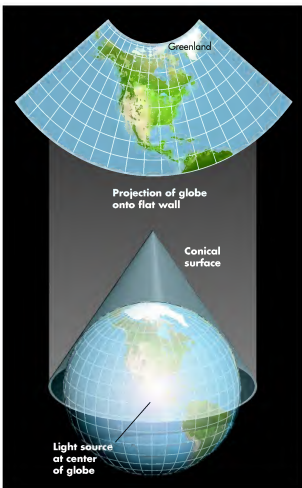 Greenland
Projection of globe
onto flat wall
Conical
surface
Light source
at center
of globe